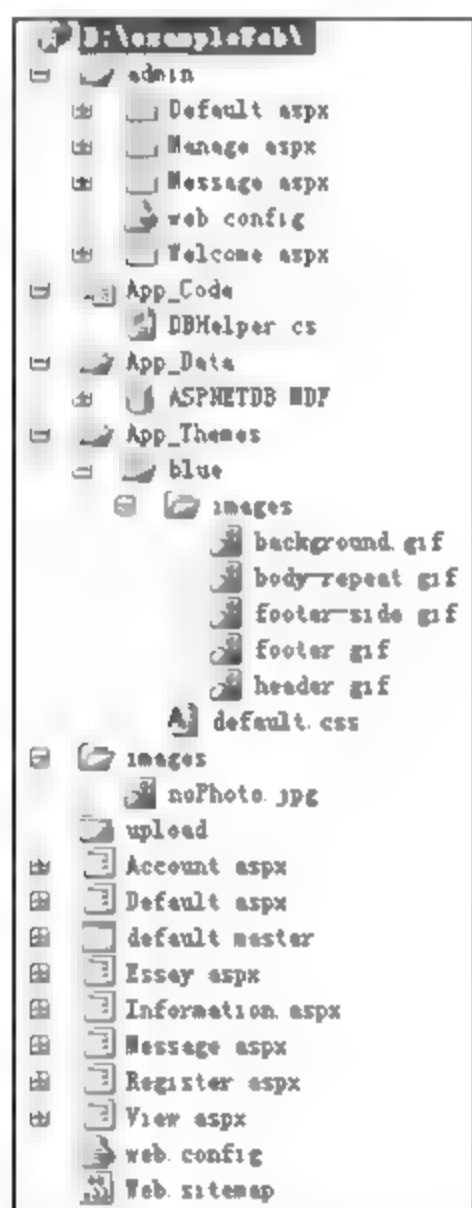 D:\exampleWeb\
admin
Default.aspx
Manage.aspx
Message.aspx
web.config
Welcome.aspx
App_Code
DBHelper.cs
App_Data
ASPNETDB.MDF
App_Themes
blue
images
background.gif
body-repeat.gif
footer-side.gif
footer.gif
header.gif
default.css
images
noPhoto.jpg
upload
Account.aspx
Default.aspx
default.master
Essay.aspx
Information.aspx
Message.aspx
Register.aspx
View.aspx
web.config
Web.sitemap